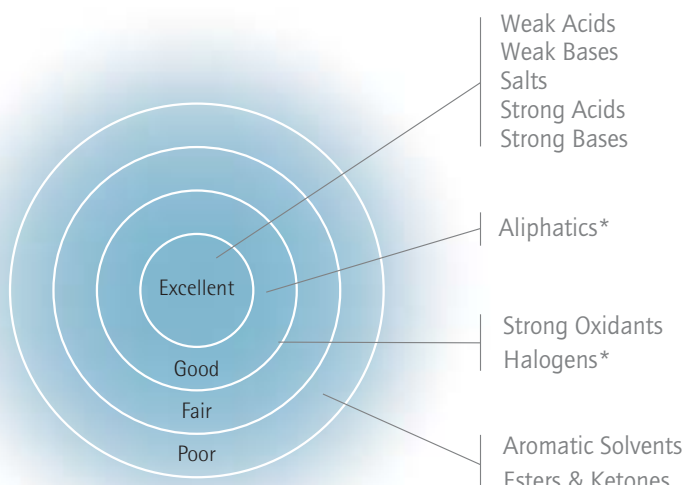 Weak Acids
Weak Bases
Salts
Strong Acids
Strong Bases
Aliphatics*
Excellent
Strong Oxidants
Halogens*
Good
Fair
Poor
Aromatic Solvents
Esters & Ketones